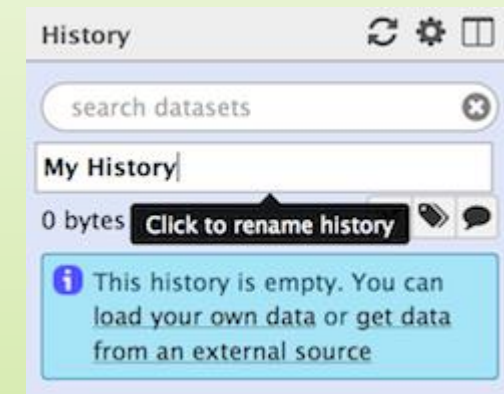 History
search datasets
My History
0 bytes
Click to rename history
This history is empty. You can
load your own data or get data
from an external source